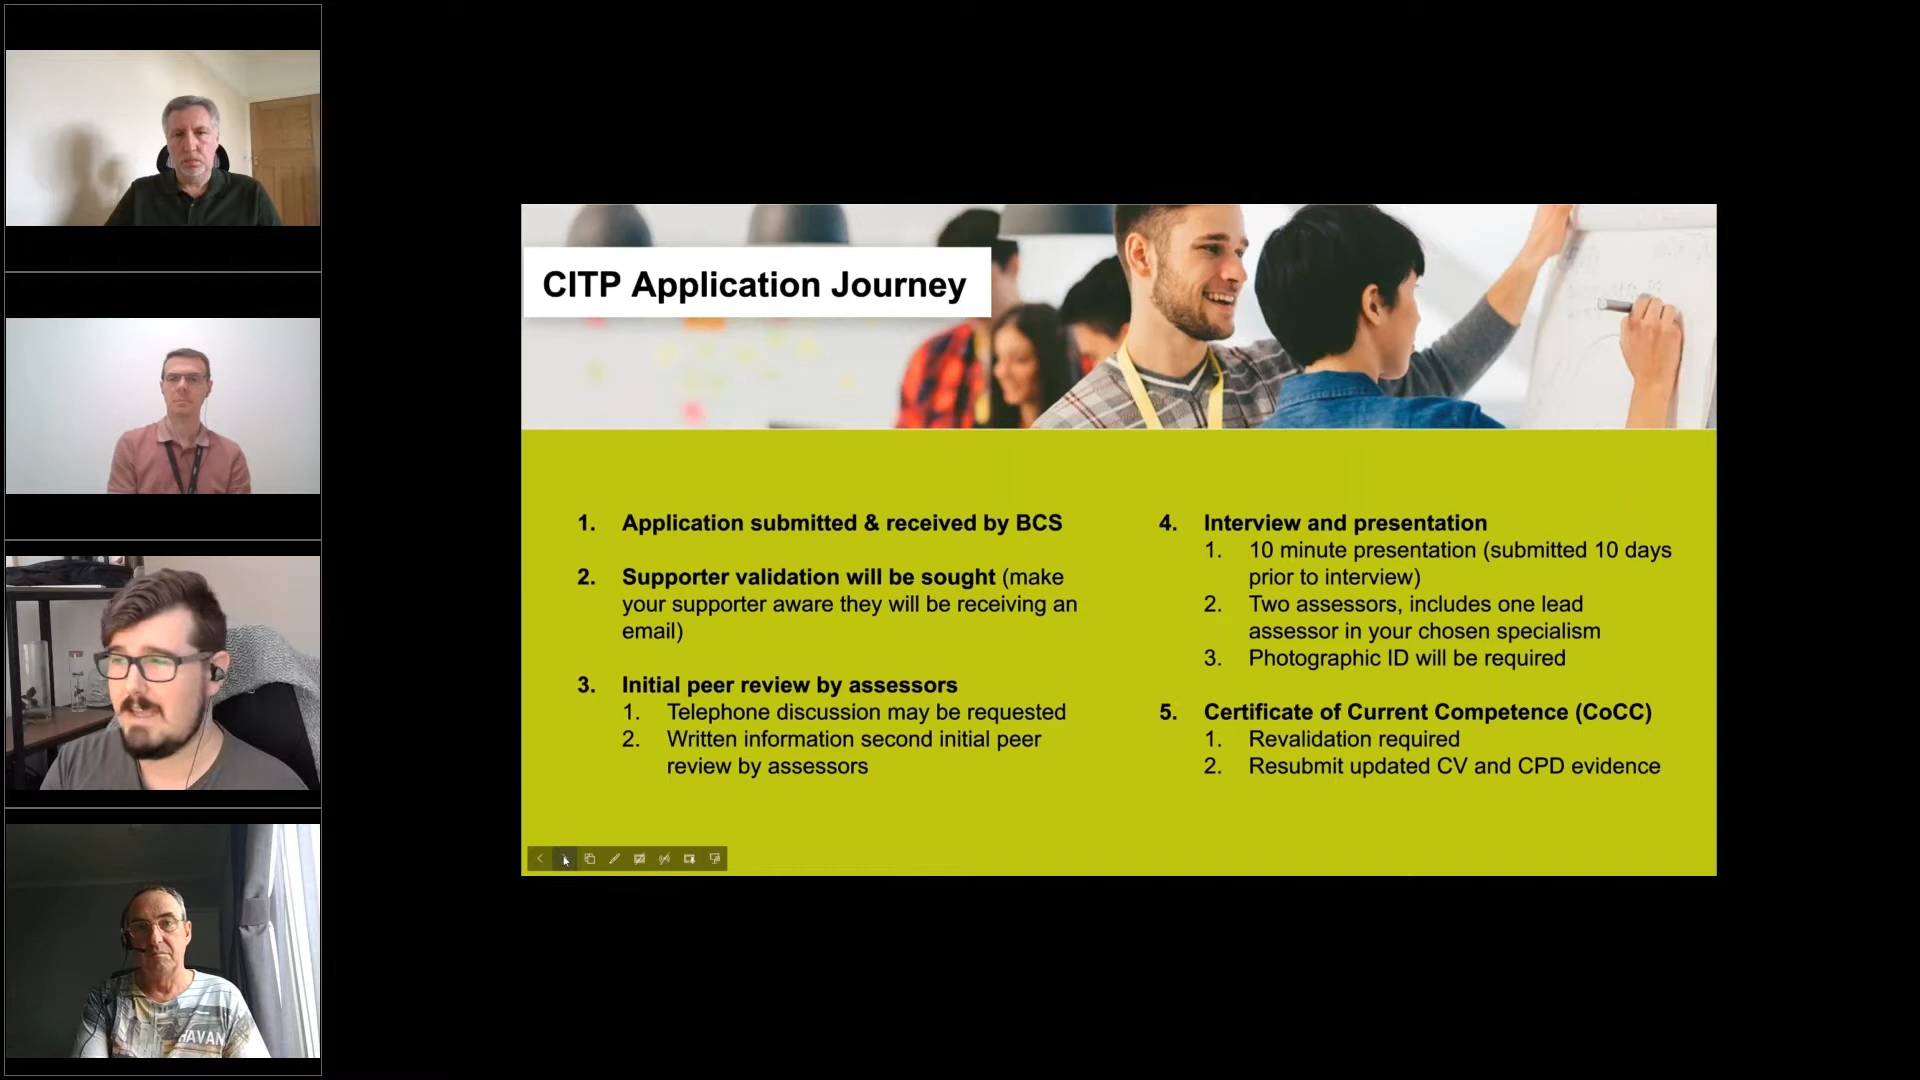 CITP Application Journey
1. Application submitted & received by BCS
2. Supporter validation will be sought (make
your supporter aware they will be receiving an
email)
3. Initial peer review by assessors
1. Telephone discussion may be requested
2. Written information second initial peer
review by assessors
4. Interview and presentation
1. 10 minute presentation (submitted 10 days
prior to interview)
2. Two assessors, includes one lead
assessor in your chosen specialism
3. Photographic ID will be required
5. Certificate of Current Competence (CoCC)
1. Revalidation required
2. Resubmit updated CV and CPD evidence
HAVAN